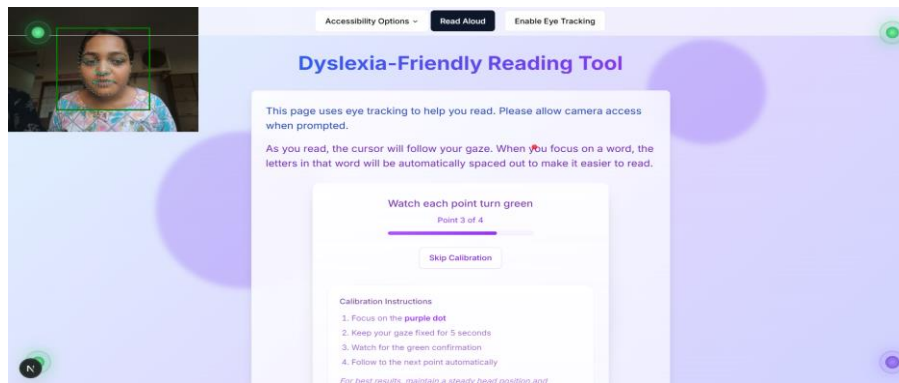 Accessibility Options
Read Aloud
Enable Eye Tracking
Dyslexia-Friendly Reading Tool
This page uses eye tracking to help you read. Please allow camera access
when prompted.
As you read, the cursor will follow your gaze. When you focus on a word, the
letters in that word will be automatically spaced out to make it easier to read.
Watch each point turn green
Point 3 of 4
Skip Calibration
Calibration Instructions
1. Focus on the purple dot
2. Keep your gaze fixed for 5 seconds
3. Watch for the green confirmation
4. Follow to the next point automatically
For best results, maintain a steady head position and
N